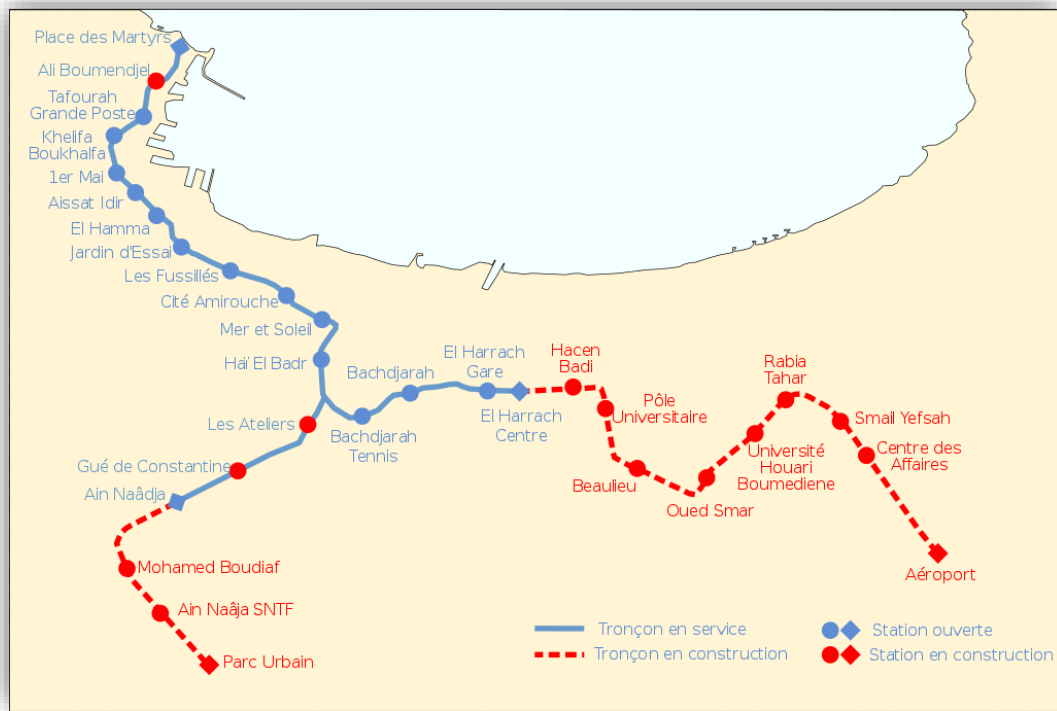 Place des Martyrs
Ali Boumendjel
Tafourah
Grande Poste
Khelifa
Boukhalfa
1er Mai
Aissat Idir
El Hamma
Jardin d'Essai
Les Fussillés
Cité Amirouche
Mer et Soleil
Haï El Badr
Bachdjarah
Tennis
Bachdjarah
El Harrach
Gare
El Harrach
Centre
Hacen
Badi
Pôle
Universitaire
Beaulieu
Oued Smar
Université
Houari
Boumediene
Rabia
Tahar
Smail Yefsah
Centre des
Affaires
Aéroport
Les Ateliers
Gué de Constantine
Ain Naâdja
Mohamed Boudiaf
Ain Naâja SNTF
Parc Urbain
Tronçon en service
Tronçon en construction
Station ouverte
Station en construction